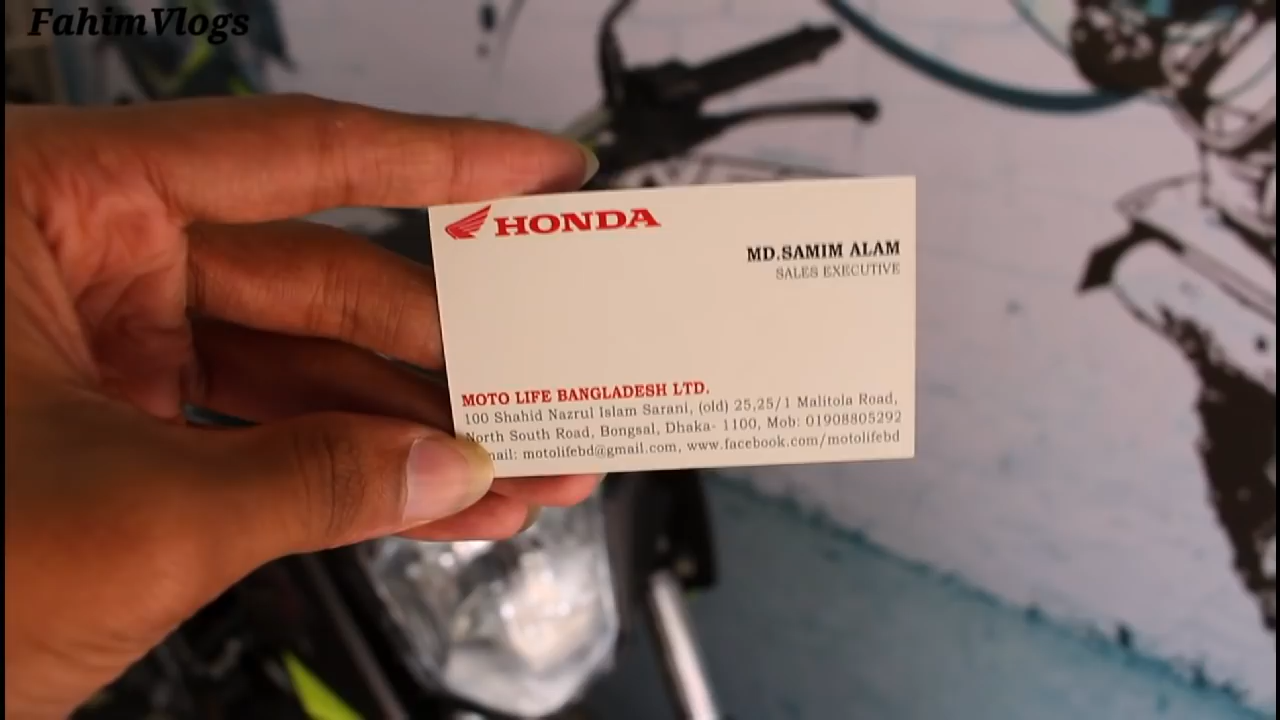 FahimVlogs
HONDA
MD.SAMIM ALAM
SALES EXECUTIVE
MOTO LIFE BANGLADESH LTD.
100 Shahid Nazrul Islam Sarani, (old) 25,25/1 Malitola Road,
North South Road, Bongsal, Dhaka- 1100, Mob: 01908805292
mail: motolifebd@gmail.com, www.facebook.com/motolifebd